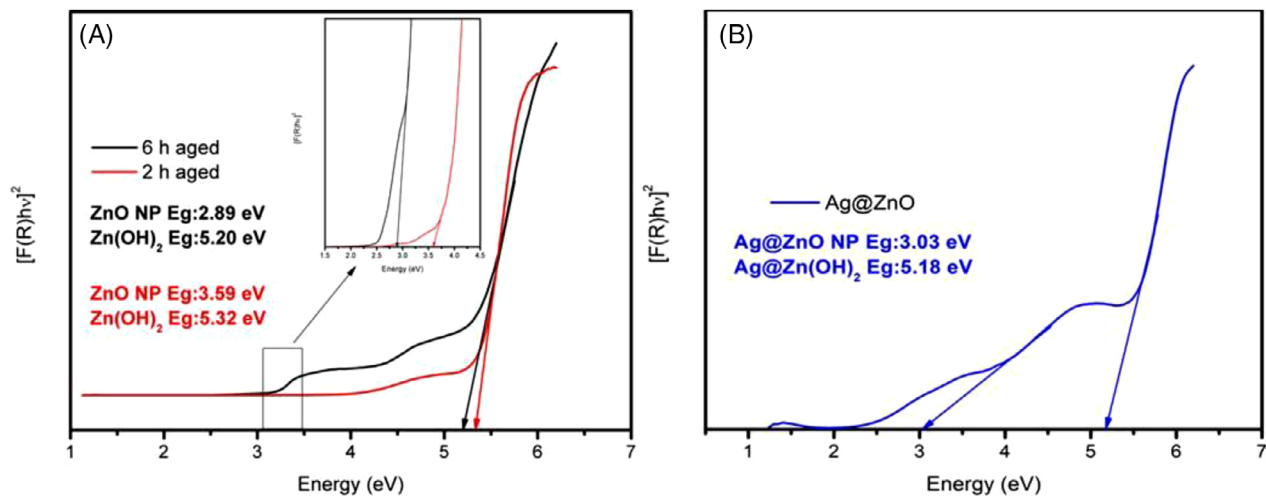 (A)
[F(R)hν]²
6 h aged
2 h aged
ZnO NP Eg:2.89 eV
Zn(OH)₂ Eg:5.20 eV
ZnO NP Eg:3.59 eV
Zn(OH)₂ Eg:5.32 eV
[F(R)hν]²
1.5 2.0 2.5 3.0 3.5 4.0 4.5
Energy (eV)
1 2 3 4 5 6 7
Energy (eV)
(B)
[F(R)hν]²
Ag@ZnO
Ag@ZnO NP Eg:3.03 eV
Ag@Zn(OH)₂ Eg:5.18 eV
1 2 3 4 5 6 7
Energy (eV)